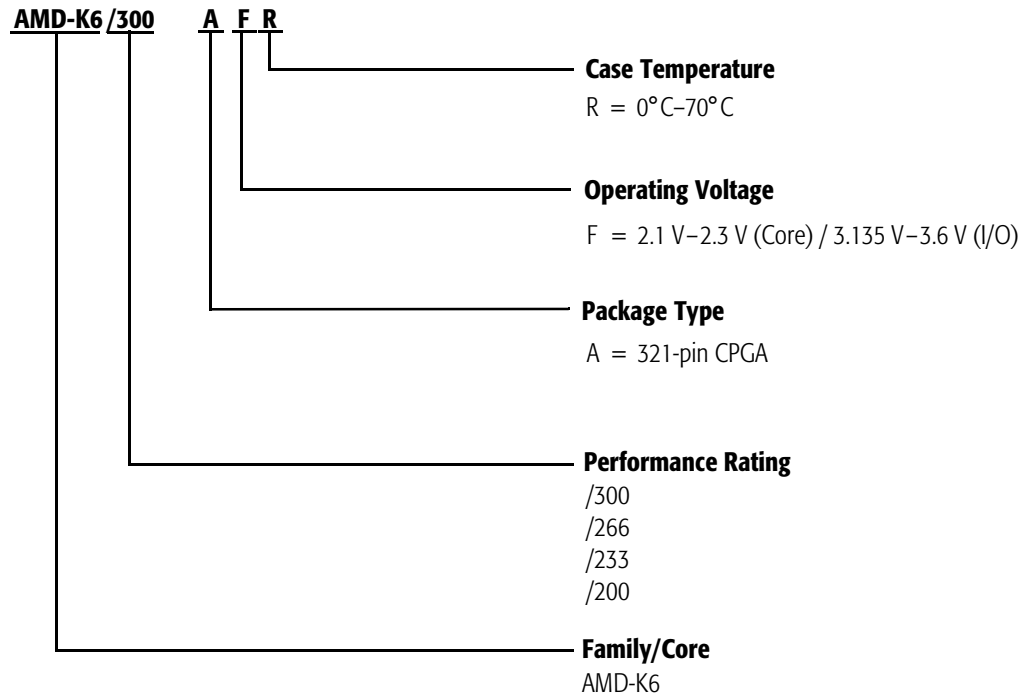 AMD-K6 /300 A F R
Case Temperature
R = 0°C–70°C
Operating Voltage
F = 2.1 V–2.3 V (Core) / 3.135 V–3.6 V (I/O)
Package Type
A = 321-pin CPGA
Performance Rating
/300
/266
/233
/200
Family/Core
AMD-K6